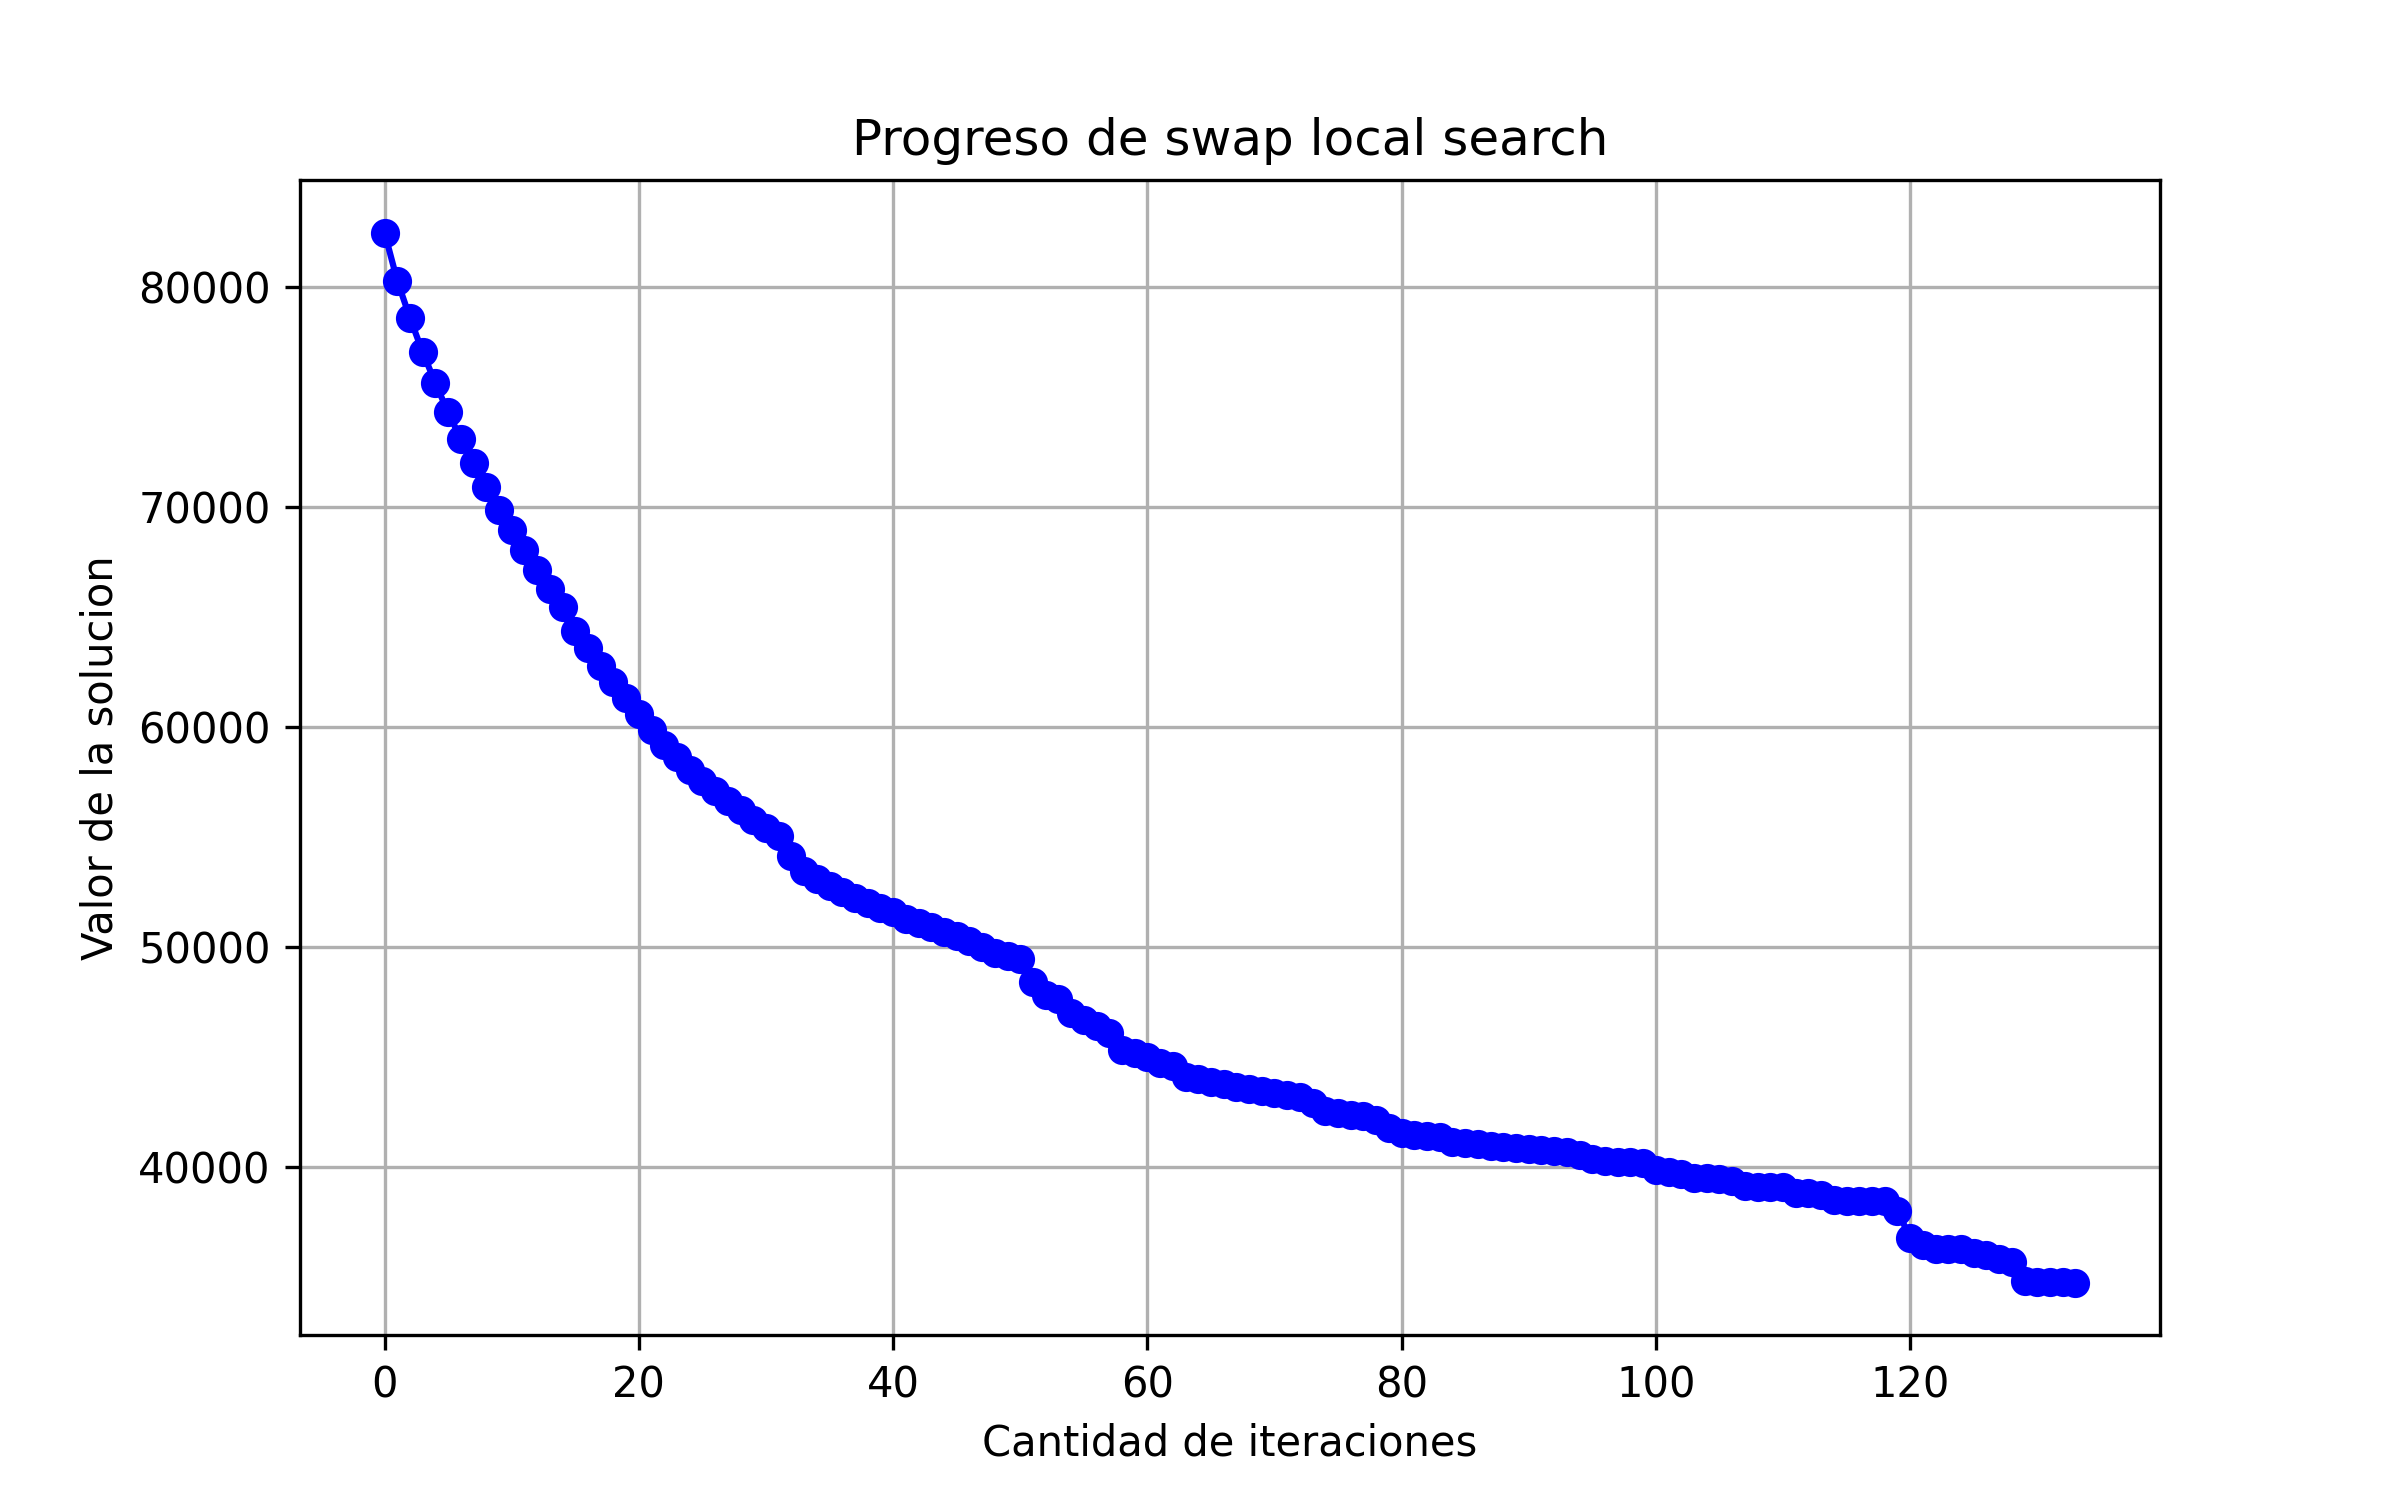 Progreso de swap local search
Valor de la solucion
80000
70000
60000
50000
40000
0 20 40 60 80 100 120
Cantidad de iteraciones